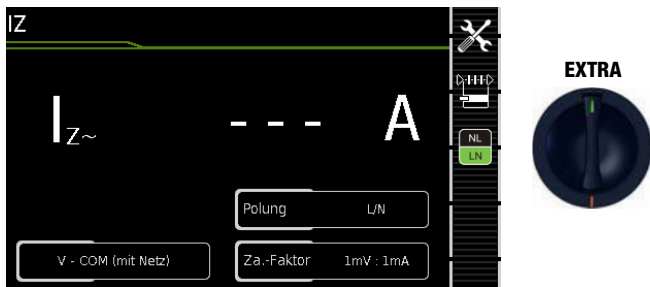 IZ
EXTRA
IZ~ - - - A
NL
LN
Polung L/N
V - COM (mit Netz) Za.-Faktor 1mV : 1mA